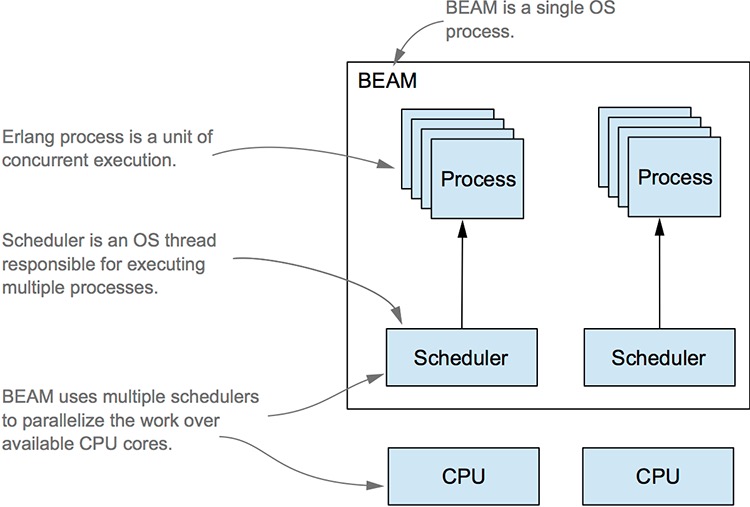 BEAM is a single OS
process.
BEAM
Erlang process is a unit of
concurrent execution.
Process
Process
Scheduler is an OS thread
responsible for executing
multiple processes.
Scheduler
Scheduler
BEAM uses multiple schedulers
to parallelize the work over
available CPU cores.
CPU
CPU